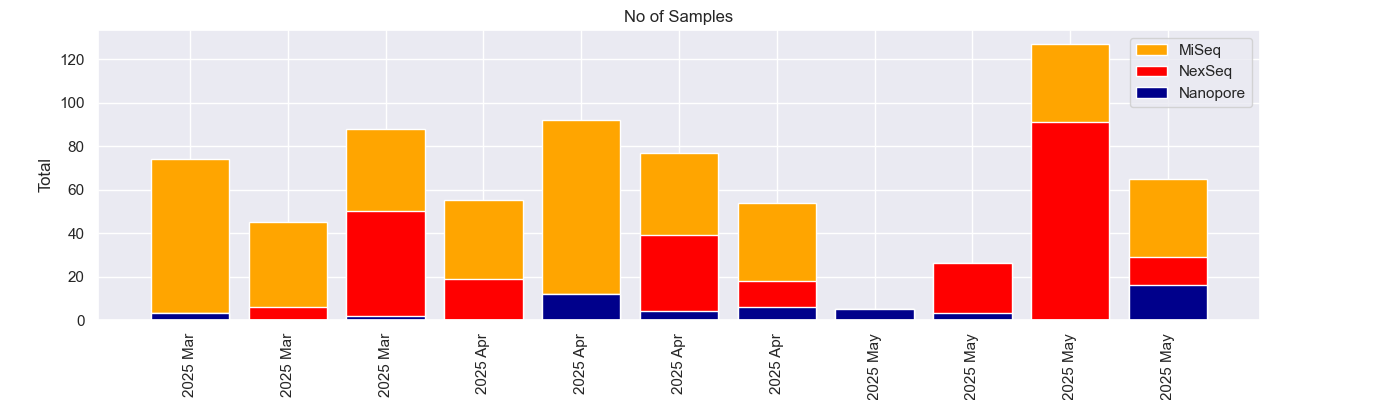 No of Samples
Total
120
100
80
60
40
20
0
MiSeq
NexSeq
Nanopore
2025 Mar
2025 Mar
2025 Mar
2025 Apr
2025 Apr
2025 Apr
2025 Apr
2025 May
2025 May
2025 May
2025 May